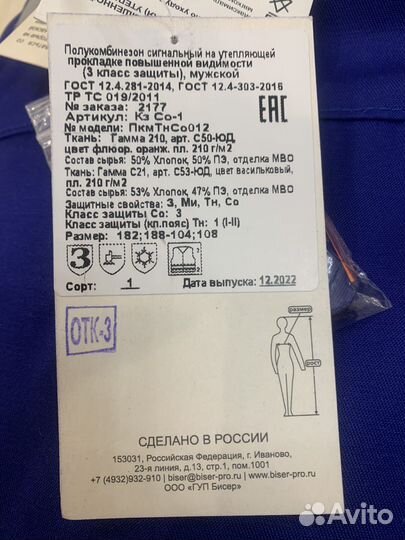 Полукомбинезон сигнальный на утепляющей
прокладке повышенной видимости
(3 класс защиты), мужской
ГОСТ 12.4.281-2014, ГОСТ 12.4-303-2016
ТР ТС 019/2011
№ заказа: 2177
Артикул: Кз Со-1
№ модели: ПкмТнСо012
EAC
Ткань: Гамма 210, арт. С50-ЮД,
цвет флюор. оранж. пл. 210 г/м2
Состав сырья: 50% Хлопок, 50% ПЭ, отделка МВО
Ткань: Гамма С21, арт. С53-ЮД, цвет васильковый,
пл. 210 г/м2
Состав сырья: 53% Хлопок, 47% ПЭ, отделка МВО
Защитные свойства: З, Ми, Тн, Со
Класс защиты Со: 3
Класс защиты (кл.пояс) Тн: 1 (I-II)
Размер: 182;188-104;108
З
Сорт: 1
Дата выпуска: 12.2022
ОТК-3
размер
рост
СДЕЛАНО В РОССИИ
153031, Российская Федерация, г. Иваново,
23-я линия, д.13, стр.1, пом.1001
+7 (4932)932-910 | biser@biser-pro.ru | biser-pro.ru
ООО «ГУП Бисер»
Avito